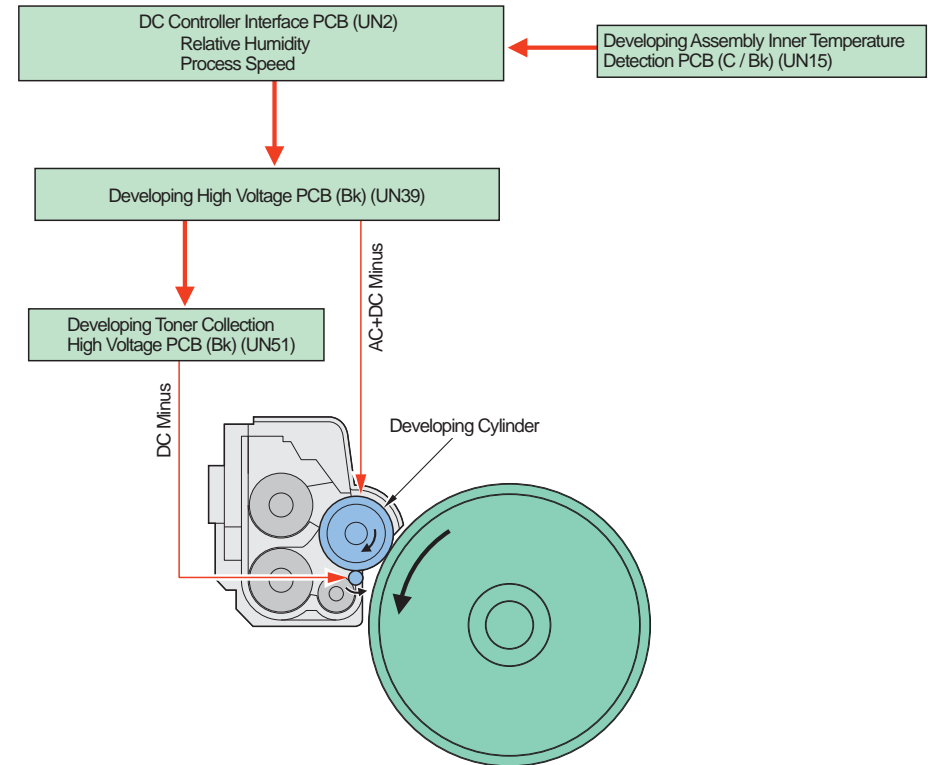 DC Controller Interface PCB (UN2)
Relative Humidity
Process Speed
Developing Assembly Inner Temperature
Detection PCB (C / Bk) (UN15)
Developing High Voltage PCB (Bk) (UN39)
AC+DC Minus
Developing Toner Collection
High Voltage PCB (Bk) (UN51)
DC Minus
Developing Cylinder